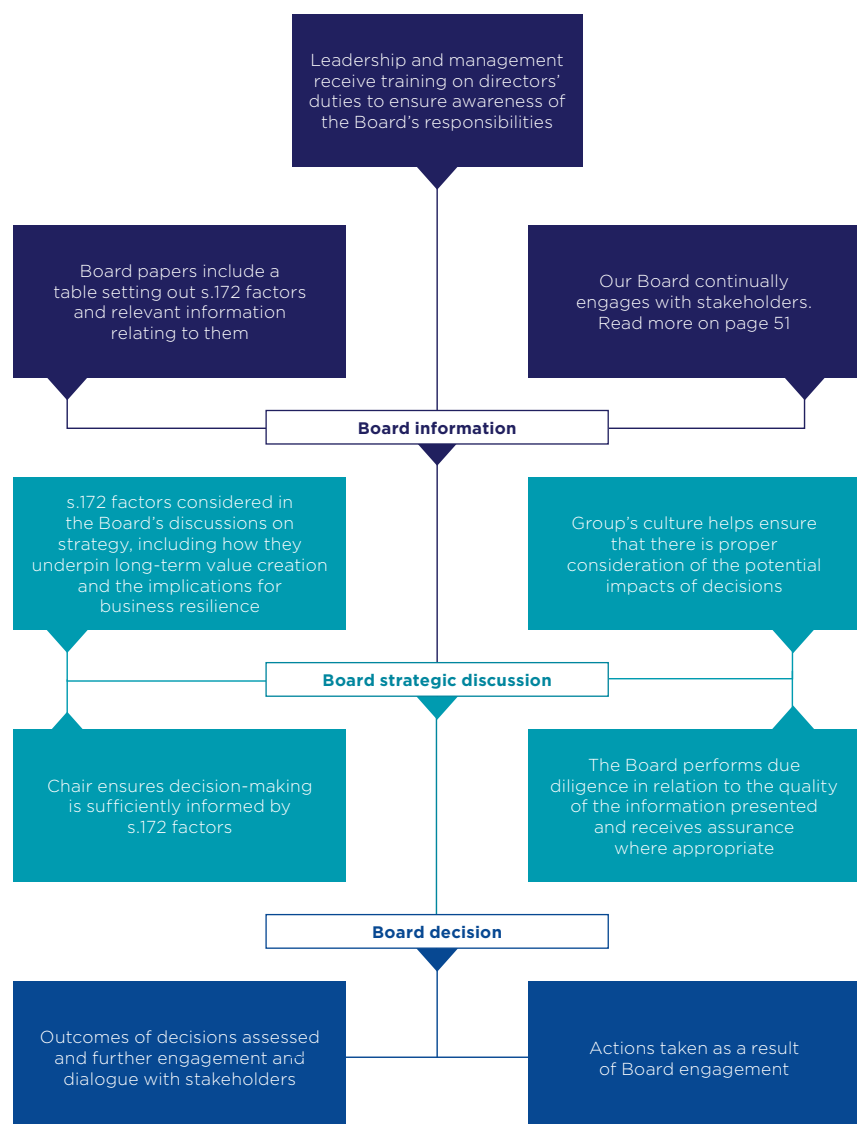 Leadership and management
receive training on directors’
duties to ensure awareness of
the Board’s responsibilities
Board papers include a
table setting out s.172 factors
and relevant information
relating to them
Our Board continually
engages with stakeholders.
Read more on page 51
Board information
s.172 factors considered in
the Board’s discussions on
strategy, including how they
underpin long-term value creation
and the implications for
business resilience
Group’s culture helps ensure
that there is proper
consideration of the potential
impacts of decisions
Board strategic discussion
Chair ensures decision-making
is sufficiently informed by
s.172 factors
The Board performs due
diligence in relation to the quality
of the information presented
and receives assurance
where appropriate
Board decision
Outcomes of decisions assessed
and further engagement and
dialogue with stakeholders
Actions taken as a result
of Board engagement